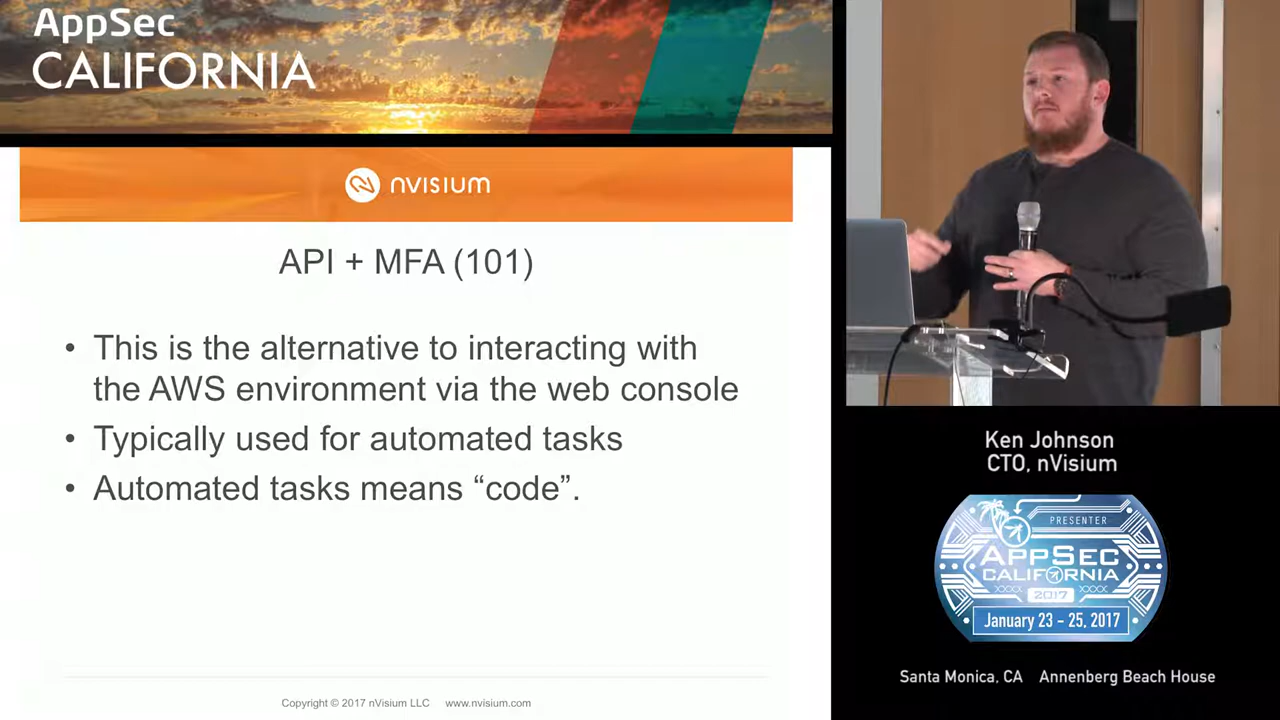 AppSec
CALIFORNIA
nvisium
API + MFA (101)
• This is the alternative to interacting with
the AWS environment via the web console
• Typically used for automated tasks
• Automated tasks means “code”.
Copyright © 2017 nVisium LLC www.nvisium.com
Ken Johnson
CTO, nVisium
PRESENTER
APPSEC
CALIFORNIA
XXXX 2017 XXXX
January 23 - 25, 2017
Santa Monica, CA Annenberg Beach House